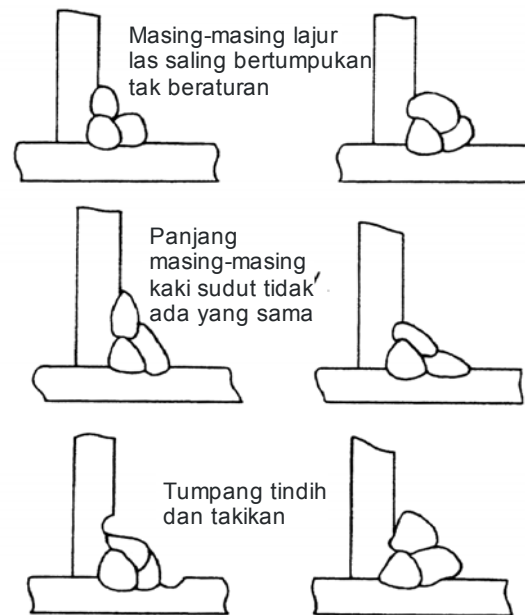 Masing-masing lajur
las saling bertumpukan
tak beraturan
Panjang
masing-masing
kaki sudut tidak
ada yang sama
Tumpang tindih
dan takikan